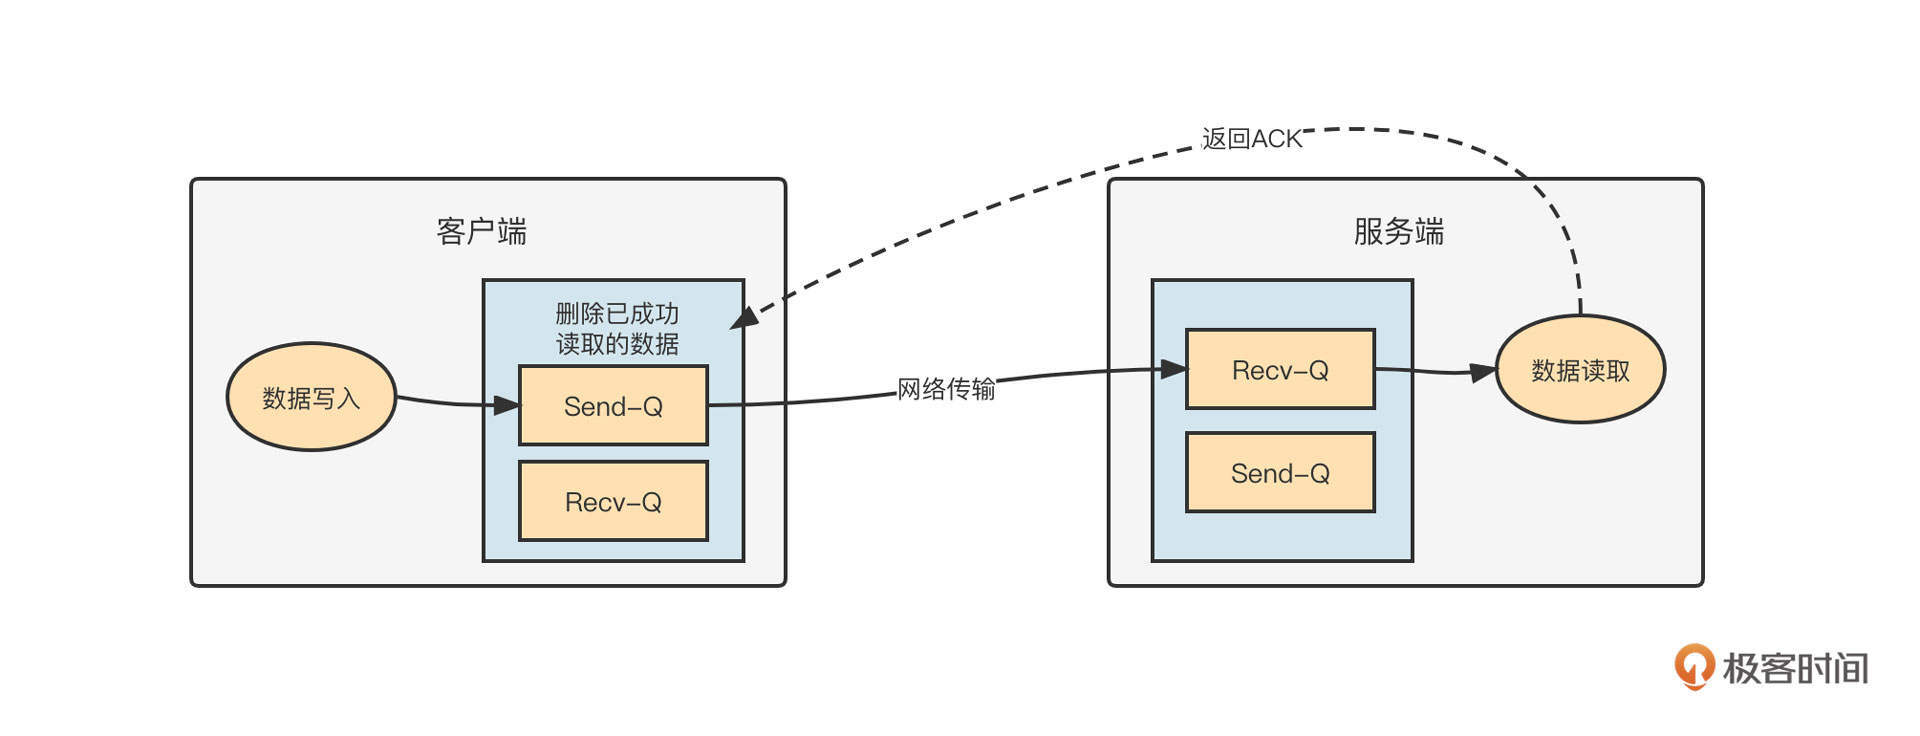 返回ACK
客户端
服务端
删除已成功
读取的数据
数据写入
Send-Q
Recv-Q
网络传输
Recv-Q
Send-Q
数据读取
极客时间